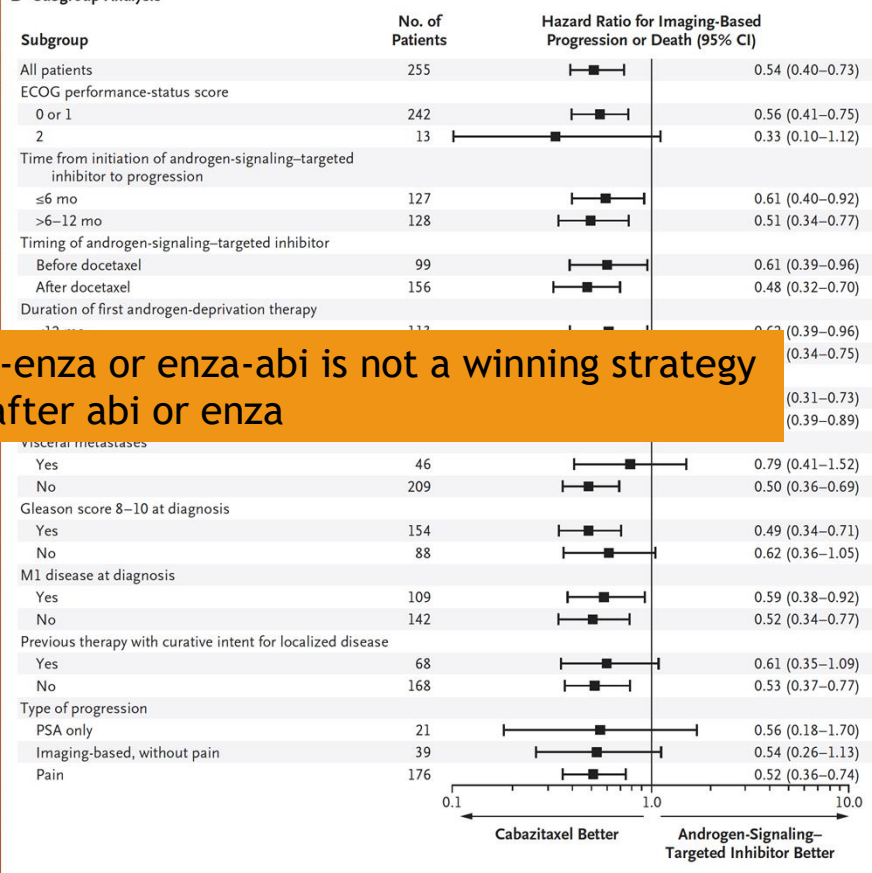 No. of Hazard Ratio for Imaging-Based
Subgroup Patients Progression or Death (95% CI)
All patients 255 0.54 (0.40–0.73)
ECOG performance-status score
0 or 1 242 0.56 (0.41–0.75)
2 13 0.33 (0.10–1.12)
Time from initiation of androgen-signaling–targeted
inhibitor to progression
≤6 mo 127 0.61 (0.40–0.92)
>6–12 mo 128 0.51 (0.34–0.77)
Timing of androgen-signaling–targeted inhibitor
Before docetaxel 99 0.61 (0.39–0.96)
After docetaxel 156 0.48 (0.32–0.70)
Duration of first androgen-deprivation therapy
(0.39–0.96)
-enza or enza-abi is not a winning strategy (0.34–0.75)
(0.31–0.73)
after abi or enza (0.39–0.89)
Visceral metastases
Yes 46 0.79 (0.41–1.52)
No 209 0.50 (0.36–0.69)
Gleason score 8–10 at diagnosis
Yes 154 0.49 (0.34–0.71)
No 88 0.62 (0.36–1.05)
M1 disease at diagnosis
Yes 109 0.59 (0.38–0.92)
No 142 0.52 (0.34–0.77)
Previous therapy with curative intent for localized disease
Yes 68 0.61 (0.35–1.09)
No 168 0.53 (0.37–0.77)
Type of progression
PSA only 21 0.56 (0.18–1.70)
Imaging-based, without pain 39 0.54 (0.26–1.13)
Pain 176 0.52 (0.36–0.74)
0.1 1.0 10.0
Cabazitaxel Better Androgen-Signaling–
Targeted Inhibitor Better